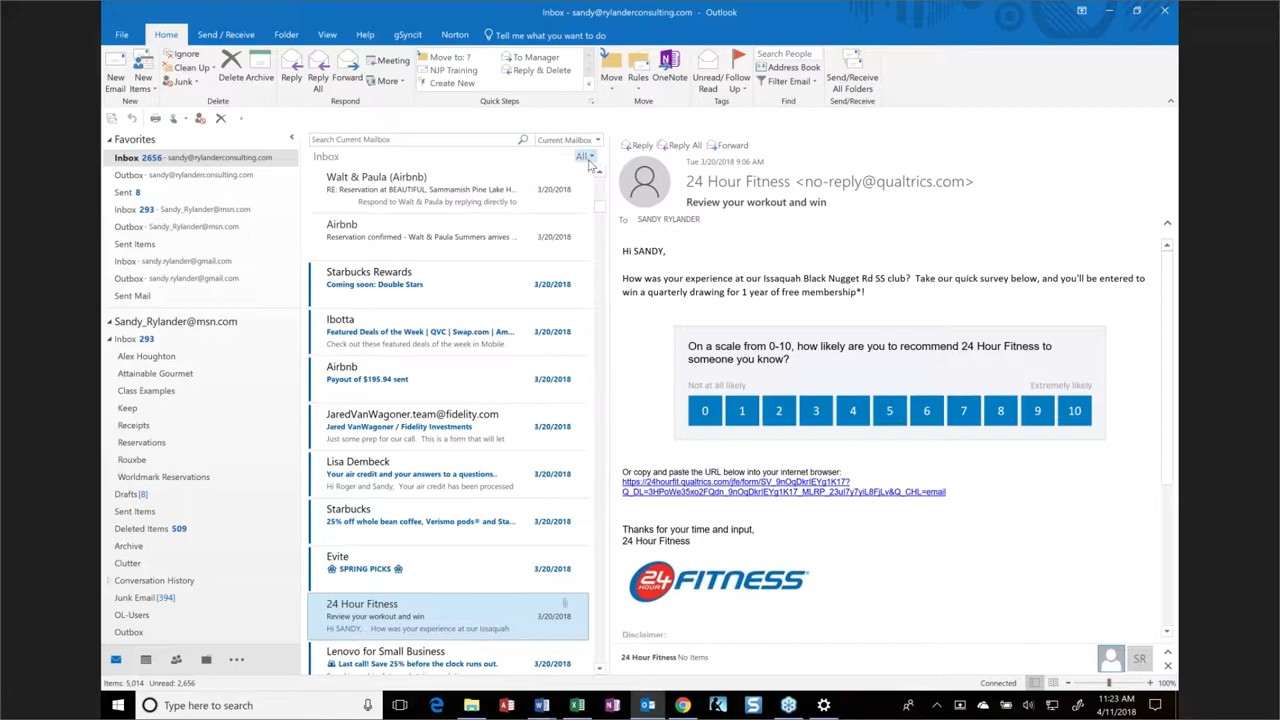 Inbox - sandy@rylanderconsulting.com - Outlook
File Home Send / Receive Folder View Help gSyncit Norton Tell me what you want to do
New Email
New Items
New
Ignore
Clean Up
Junk
Delete
Archive
Delete
Reply
Reply All
Forward
Meeting
More
Respond
Move to: ?
NJP Training
Create New
To Manager
Reply & Delete
Quick Steps
Move
Rules
OneNote
Move
Unread/ Read
Follow Up
Tags
Search People
Address Book
Filter Email
Find
Send/Receive All Folders
Send/Receive
Favorites
Inbox 2656 - sandy@rylanderconsulting.com
Outbox - sandy@rylanderconsulting.com
Sent 8
Inbox 293 - Sandy_Rylander@msn.com
Outbox - Sandy_Rylander@msn.com
Sent Items
Inbox - sandy.rylander@gmail.com
Outbox - sandy.rylander@gmail.com
Sent Mail
Sandy_Rylander@msn.com
Inbox 293
Alex Houghton
Attainable Gourmet
Class Examples
Keep
Receipts
Reservations
Rouxbe
Worldmark Reservations
Drafts [8]
Sent Items
Deleted Items 509
Archive
Clutter
Conversation History
Junk Email [394]
OL-Users
Outbox
Search Current Mailbox
Current Mailbox
Inbox
All
Walt & Paula (Airbnb)
RE: Reservation at BEAUTIFUL, Sammamish Pine Lake H... 3/20/2018
Respond to Walt & Paula by replying directly to
Airbnb
Reservation confirmed - Walt & Paula Summers arrives ... 3/20/2018
Starbucks Rewards
Coming soon: Double Stars 3/20/2018
Ibotta
Featured Deals of the Week | QVC | Swap.com | Am... 3/20/2018
Check out these featured deals of the week in Mobile.
Airbnb
Payout of $195.94 sent 3/20/2018
JaredVanWagoner.team@fidelity.com
Jared VanWagoner / Fidelity Investments 3/20/2018
Just some prep for our call. This is a form that will let
Lisa Dembeck
Your air credit and your answers to a questions.. 3/20/2018
Hi Roger and Sandy, Your air credit has been processed
Starbucks
25% off whole bean coffee, Verismo pods® and Sta... 3/20/2018
Evite
SPRING PICKS 3/20/2018
24 Hour Fitness
Review your workout and win 3/20/2018
Hi SANDY, How was your experience at our Issaquah
Lenovo for Small Business
Last call! Save 25% before the clock runs out. 3/20/2018
Reply Reply All Forward
Tue 3/20/2018 9:06 AM
24 Hour Fitness <no-reply@qualtrics.com>
Review your workout and win
To SANDY RYLANDER
Hi SANDY,
How was your experience at our Issaquah Black Nugget Rd SS club? Take our quick survey below, and you'll be entered to
win a quarterly drawing for 1 year of free membership*!
On a scale from 0-10, how likely are you to recommend 24 Hour Fitness to
someone you know?
Not at all likely Extremely likely
0 1 2 3 4 5 6 7 8 9 10
Or copy and paste the URL below into your internet browser:
https://24hourfit.qualtrics.com/jfe/form/SV_9nOqDkrIEYg1K17?
Q_DL=3HPoWe35xo2FQdn_9nOqDkrIEYg1K17_MLRP_23ul7y7yiL8FjLv&Q_CHL=email
Thanks for your time and input,
24 Hour Fitness
24 HOUR FITNESS
Disclaimer:
24 Hour Fitness No Items
SR
Items: 5,014 Unread: 2,656
Connected
100%
Type here to search
11:23 AM
4/11/2018